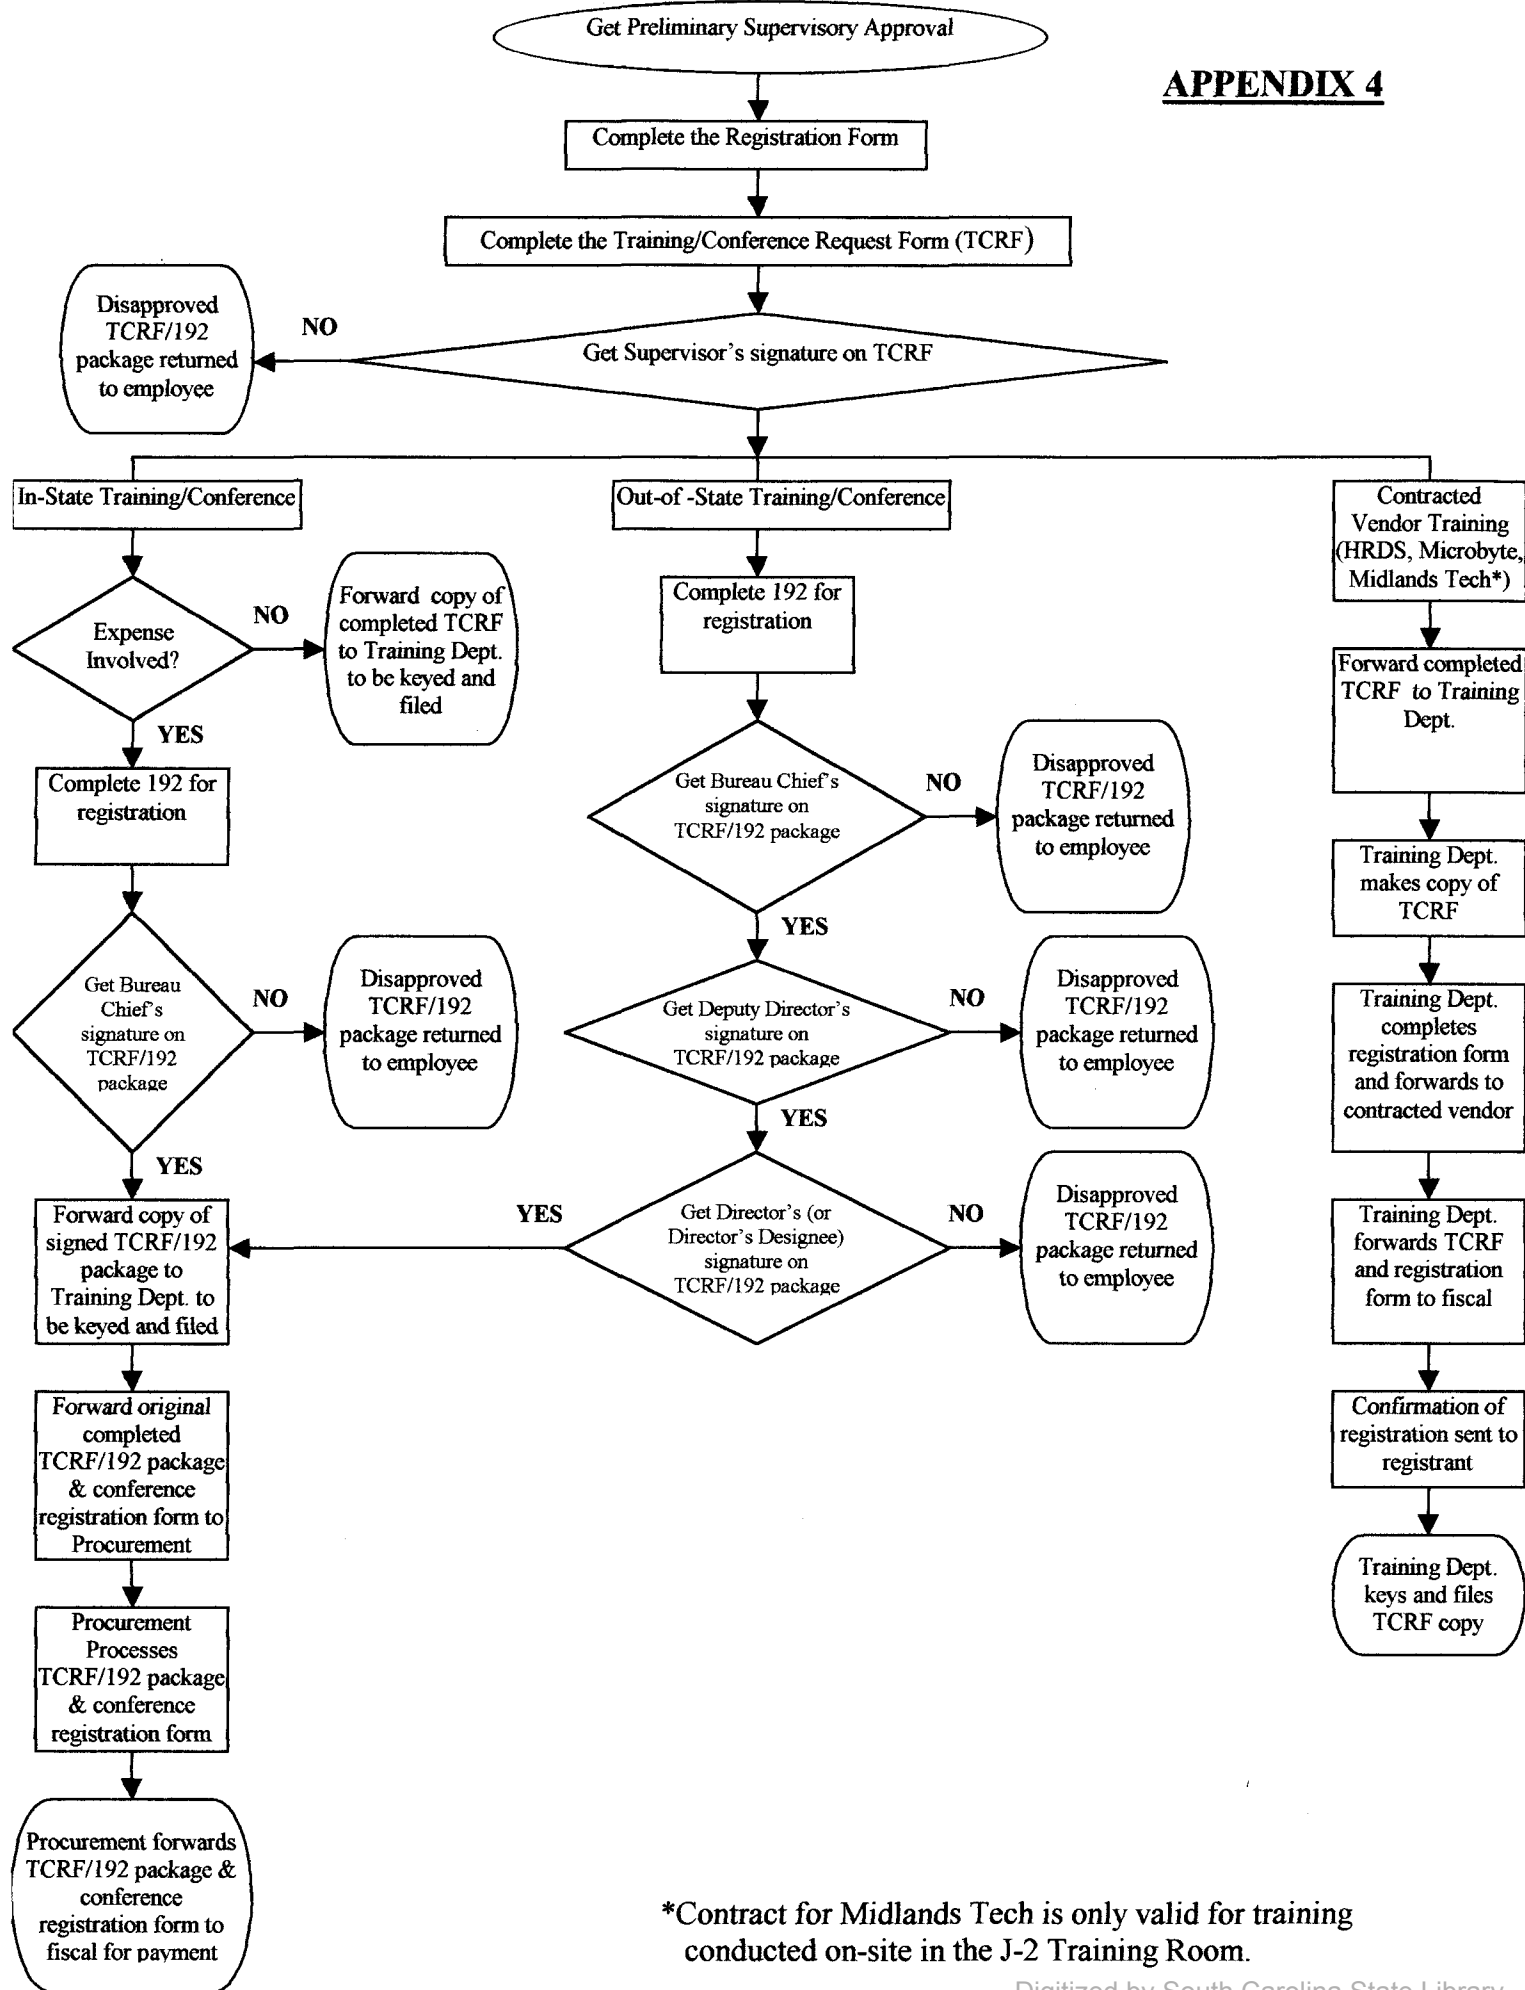 Get Preliminary Supervisory Approval
APPENDIX 4
Complete the Registration Form
Complete the Training/Conference Request Form (TCRF)
Disapproved
TCRF/192
package returned
to employee
NO
Get Supervisor's signature on TCRF
In-State Training/Conference
Expense
Involved?
NO
Forward copy of
completed TCRF
to Training Dept.
to be keyed and
filed
YES
Complete 192 for
registration
Get Bureau
Chief's
signature on
TCRF/192
package
NO
Disapproved
TCRF/192
package returned
to employee
YES
Forward copy of
signed TCRF/192
package to
Training Dept. to
be keyed and filed
Forward original
completed
TCRF/192 package
& conference
registration form to
Procurement
Procurement
Processes
TCRF/192 package
& conference
registration form
Procurement forwards
TCRF/192 package &
conference
registration form to
fiscal for payment
Out-of -State Training/Conference
Complete 192 for
registration
Get Bureau Chief's
signature on
TCRF/192 package
NO
Disapproved
TCRF/192
package returned
to employee
YES
Get Deputy Director's
signature on
TCRF/192 package
NO
Disapproved
TCRF/192
package returned
to employee
YES
Get Director's (or
Director's Designee)
signature on
TCRF/192 package
YES
NO
Disapproved
TCRF/192
package returned
to employee
Contracted
Vendor Training
(HRDS, Microbyte,
Midlands Tech*)
Forward completed
TCRF to Training
Dept.
Training Dept.
makes copy of
TCRF
Training Dept.
completes
registration form
and forwards to
contracted vendor
Training Dept.
forwards TCRF
and registration
form to fiscal
Confirmation of
registration sent to
registrant
Training Dept.
keys and files
TCRF copy
*Contract for Midlands Tech is only valid for training
conducted on-site in the J-2 Training Room.
Digitized by South Carolina State Library